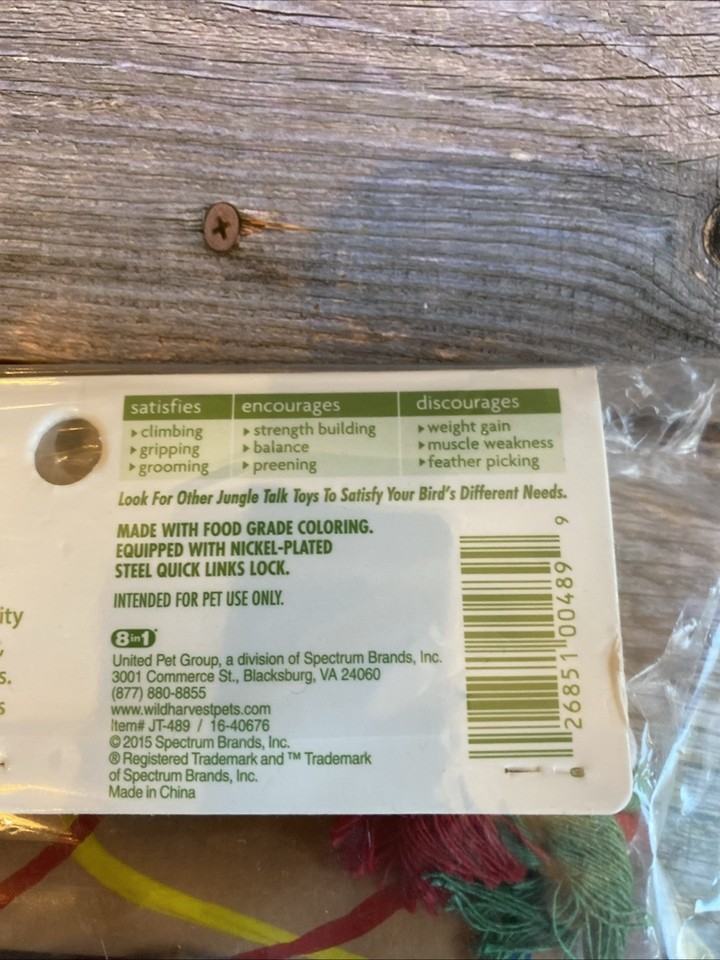 satisfies
climbing
gripping
grooming
encourages
strength building
balance
preening
discourages
weight gain
muscle weakness
feather picking
Look For Other Jungle Talk Toys To Satisfy Your Bird's Different Needs.
MADE WITH FOOD GRADE COLORING.
EQUIPPED WITH NICKEL-PLATED
STEEL QUICK LINKS LOCK.
INTENDED FOR PET USE ONLY.
8in1®
United Pet Group, a division of Spectrum Brands, Inc.
3001 Commerce St., Blacksburg, VA 24060
(877) 880-8855
www.wildharvestpets.com
Item# JT-489 / 16-40676
© 2015 Spectrum Brands, Inc.
® Registered Trademark and ™ Trademark
of Spectrum Brands, Inc.
Made in China
26851 00489 9